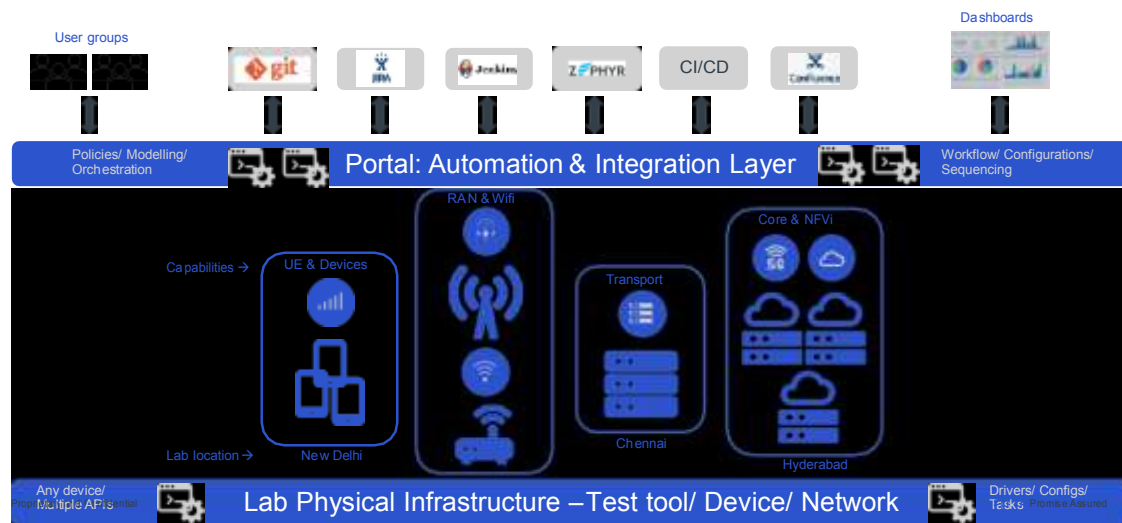 Dashboards
User groups
git
JIRA
Jenkins
ZEPHYR
CI/CD
Confluence
Policies/ Modelling/
Orchestration
Portal: Automation & Integration Layer
Workflow/ Configurations/
Sequencing
RAN & Wifi
Core & NFVi
5G
Capabilities →
UE & Devices
Transport
Chennai
Lab location →
New Delhi
Hyderabad
Any device/
Multiple APIs
Lab Physical Infrastructure –Test tool/ Device/ Network
Drivers/ Configs/
Tasks
Promise Assured